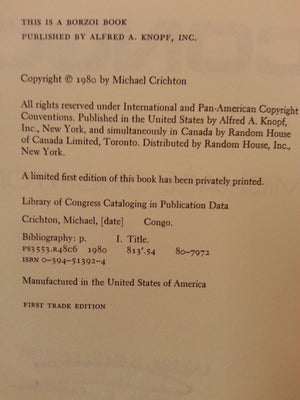 THIS IS A BORZOI BOOK
PUBLISHED BY ALFRED A. KNOPF, INC.
Copyright © 1980 by Michael Crichton
All rights reserved under International and Pan-American Copyright
Conventions. Published in the United States by Alfred A. Knopf,
Inc., New York, and simultaneously in Canada by Random House
of Canada Limited, Toronto. Distributed by Random House, Inc.,
New York.
A limited first edition of this book has been privately printed.
Library of Congress Cataloging in Publication Data
Crichton, Michael, [date] Congo.
Bibliography: p. I. Title.
PS3553.R48C6 1980 813'.54 80-7972
ISBN 0-394-51392-4
Manufactured in the United States of America
FIRST TRADE EDITION